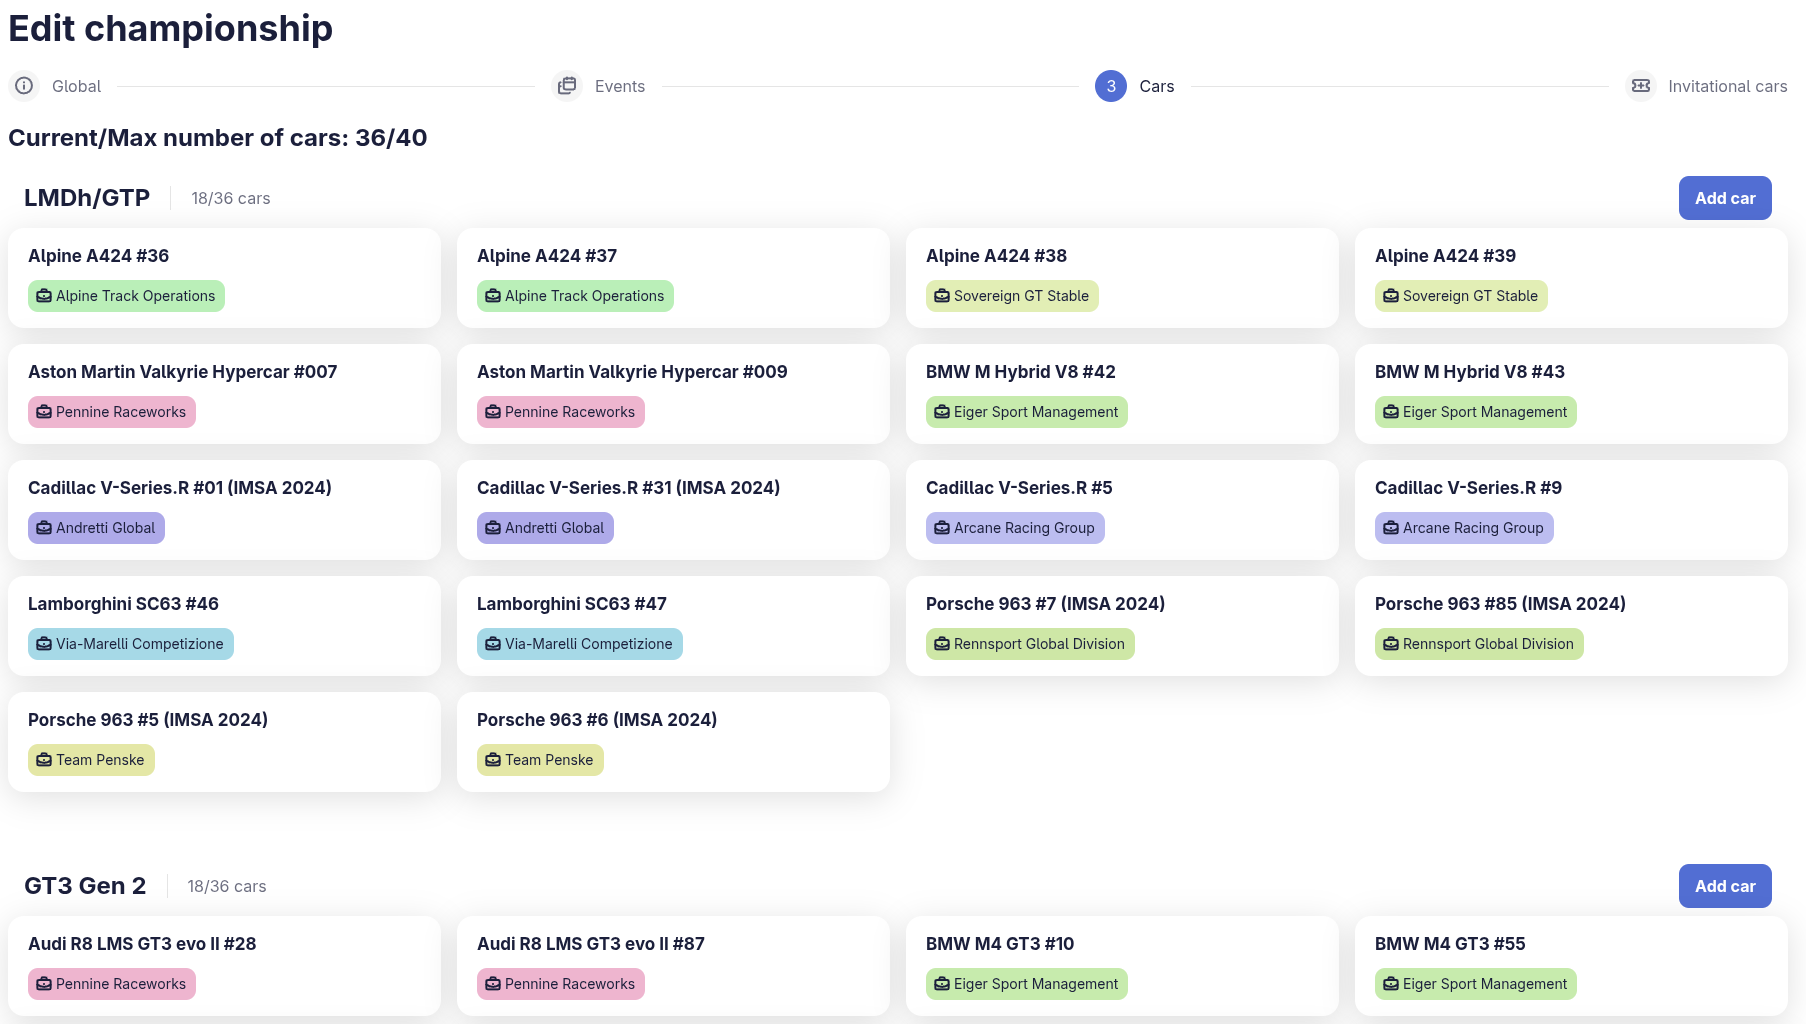 Edit championship
Global
Events
3 Cars
Invitational cars
Current/Max number of cars: 36/40
LMDh/GTP
18/36 cars
Add car
Alpine A424 #36
Alpine Track Operations
Alpine A424 #37
Alpine Track Operations
Alpine A424 #38
Sovereign GT Stable
Alpine A424 #39
Sovereign GT Stable
Aston Martin Valkyrie Hypercar #007
Pennine Raceworks
Aston Martin Valkyrie Hypercar #009
Pennine Raceworks
BMW M Hybrid V8 #42
Eiger Sport Management
BMW M Hybrid V8 #43
Eiger Sport Management
Cadillac V-Series.R #01 (IMSA 2024)
Andretti Global
Cadillac V-Series.R #31 (IMSA 2024)
Andretti Global
Cadillac V-Series.R #5
Arcane Racing Group
Cadillac V-Series.R #9
Arcane Racing Group
Lamborghini SC63 #46
Via-Marelli Competizione
Lamborghini SC63 #47
Via-Marelli Competizione
Porsche 963 #7 (IMSA 2024)
Rennsport Global Division
Porsche 963 #85 (IMSA 2024)
Rennsport Global Division
Porsche 963 #5 (IMSA 2024)
Team Penske
Porsche 963 #6 (IMSA 2024)
Team Penske
GT3 Gen 2
18/36 cars
Add car
Audi R8 LMS GT3 evo II #28
Pennine Raceworks
Audi R8 LMS GT3 evo II #87
Pennine Raceworks
BMW M4 GT3 #10
Eiger Sport Management
BMW M4 GT3 #55
Eiger Sport Management